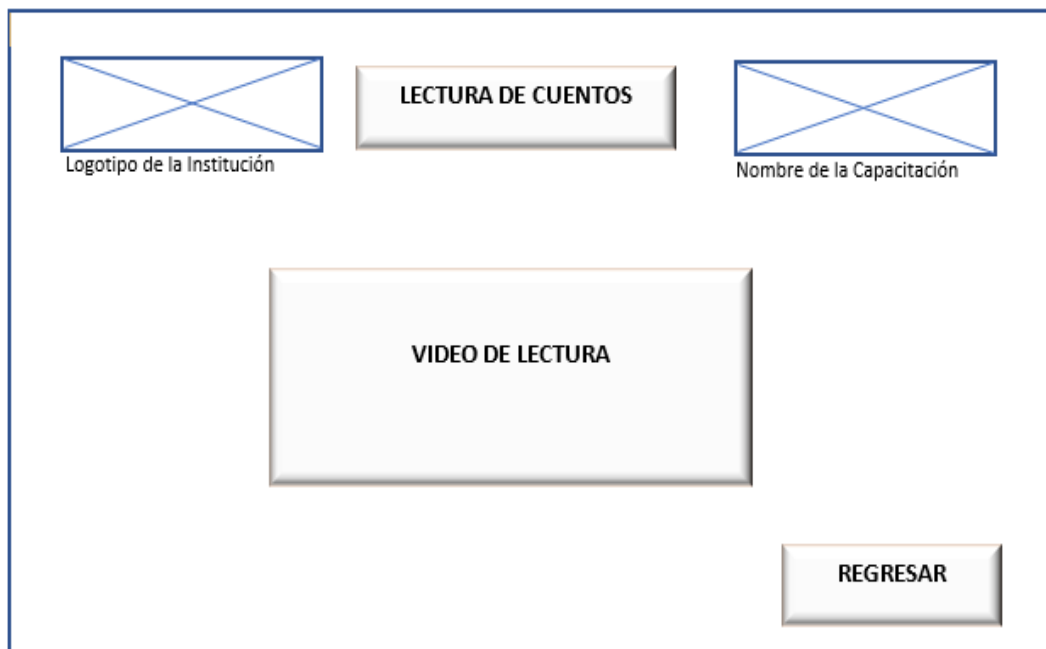 LECTURA DE CUENTOS
Logotipo de la Institución
Nombre de la Capacitación
VIDEO DE LECTURA
REGRESAR